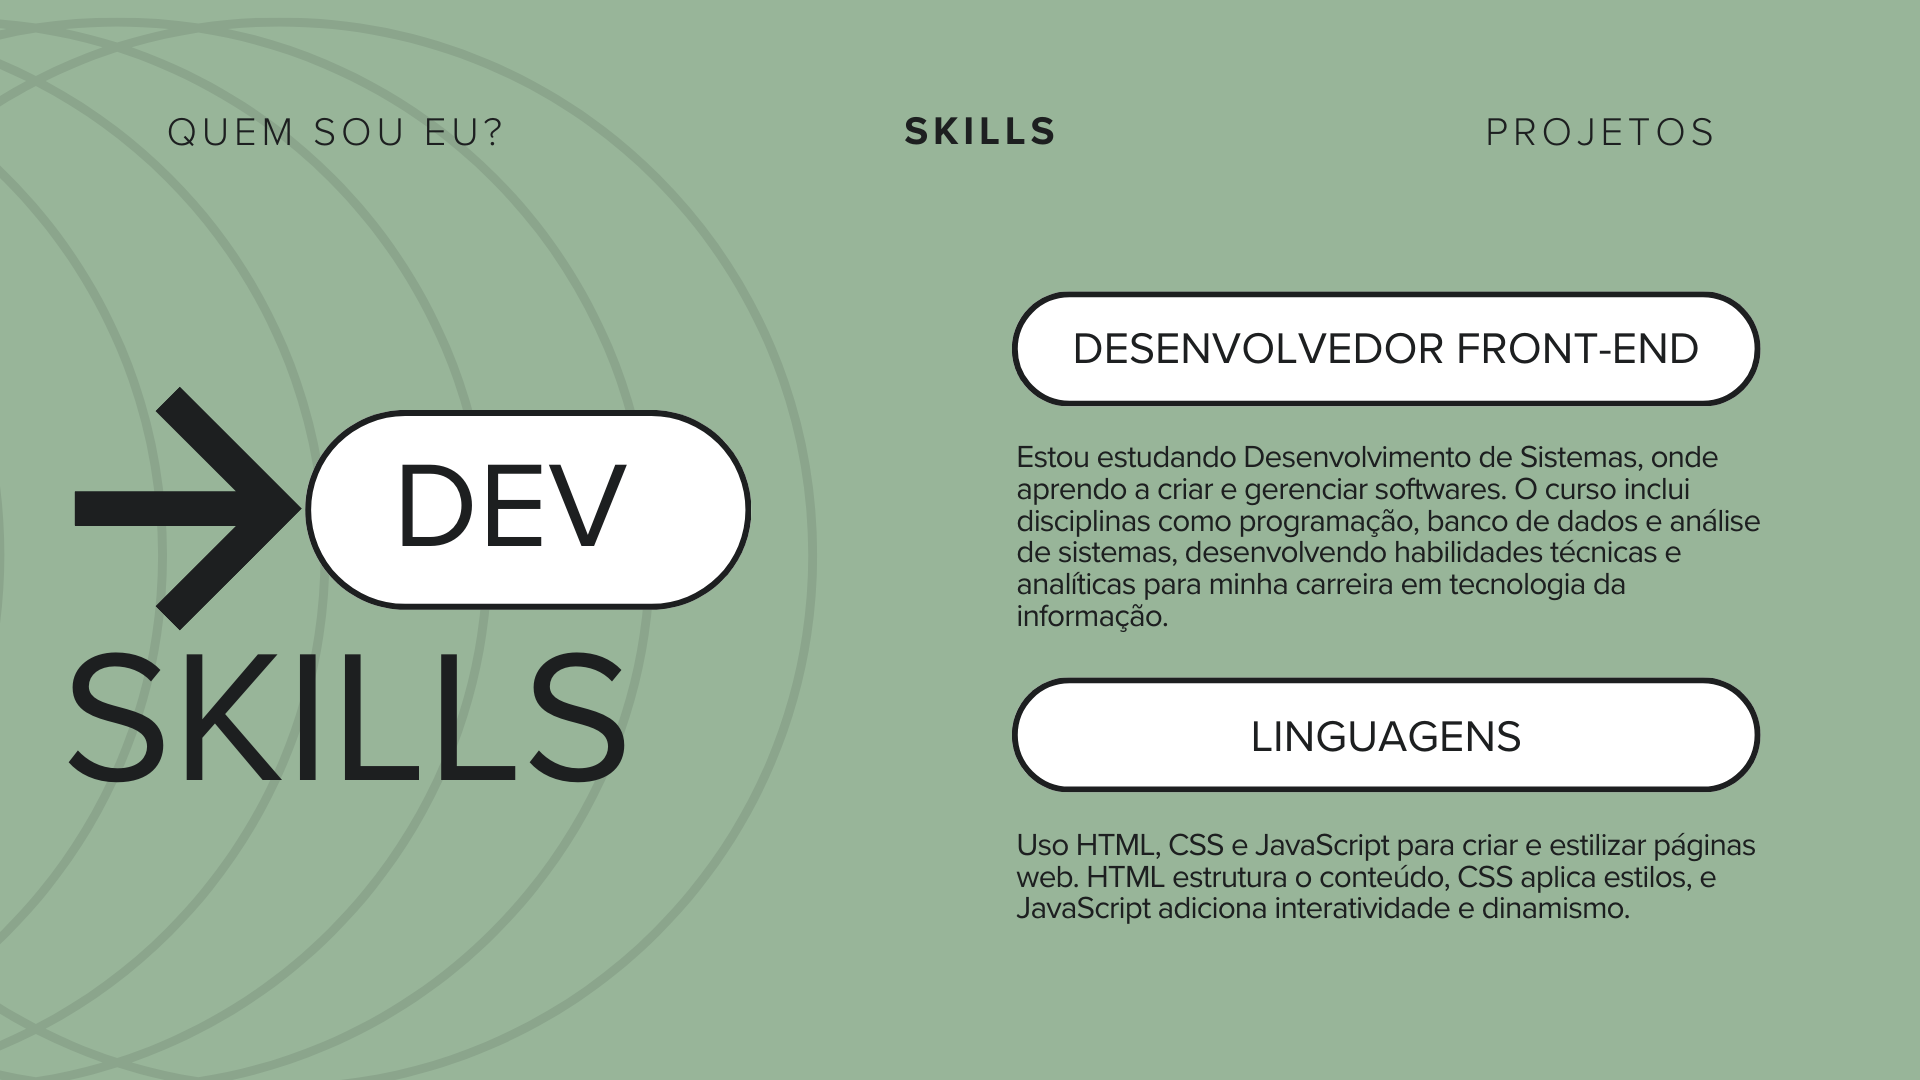 QUEM SOU EU?
SKILLS
PROJETOS
DEV
SKILLS
DESENVOLVEDOR FRONT-END
Estou estudando Desenvolvimento de Sistemas, onde
aprendo a criar e gerenciar softwares. O curso inclui
disciplinas como programação, banco de dados e análise
de sistemas, desenvolvendo habilidades técnicas e
analíticas para minha carreira em tecnologia da
informação.
LINGUAGENS
Uso HTML, CSS e JavaScript para criar e estilizar páginas
web. HTML estrutura o conteúdo, CSS aplica estilos, e
JavaScript adiciona interatividade e dinamismo.